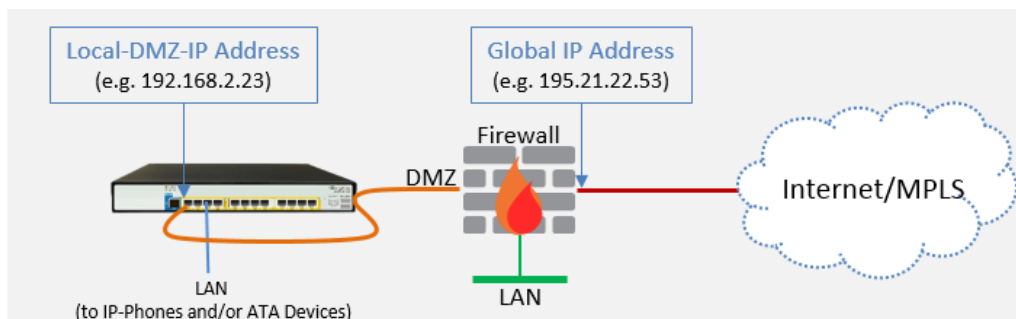 Local-DMZ-IP Address
(e.g. 192.168.2.23)
Global IP Address
(e.g. 195.21.22.53)
Firewall
DMZ
Internet/MPLS
LAN
(to IP-Phones and/or ATA Devices)
LAN